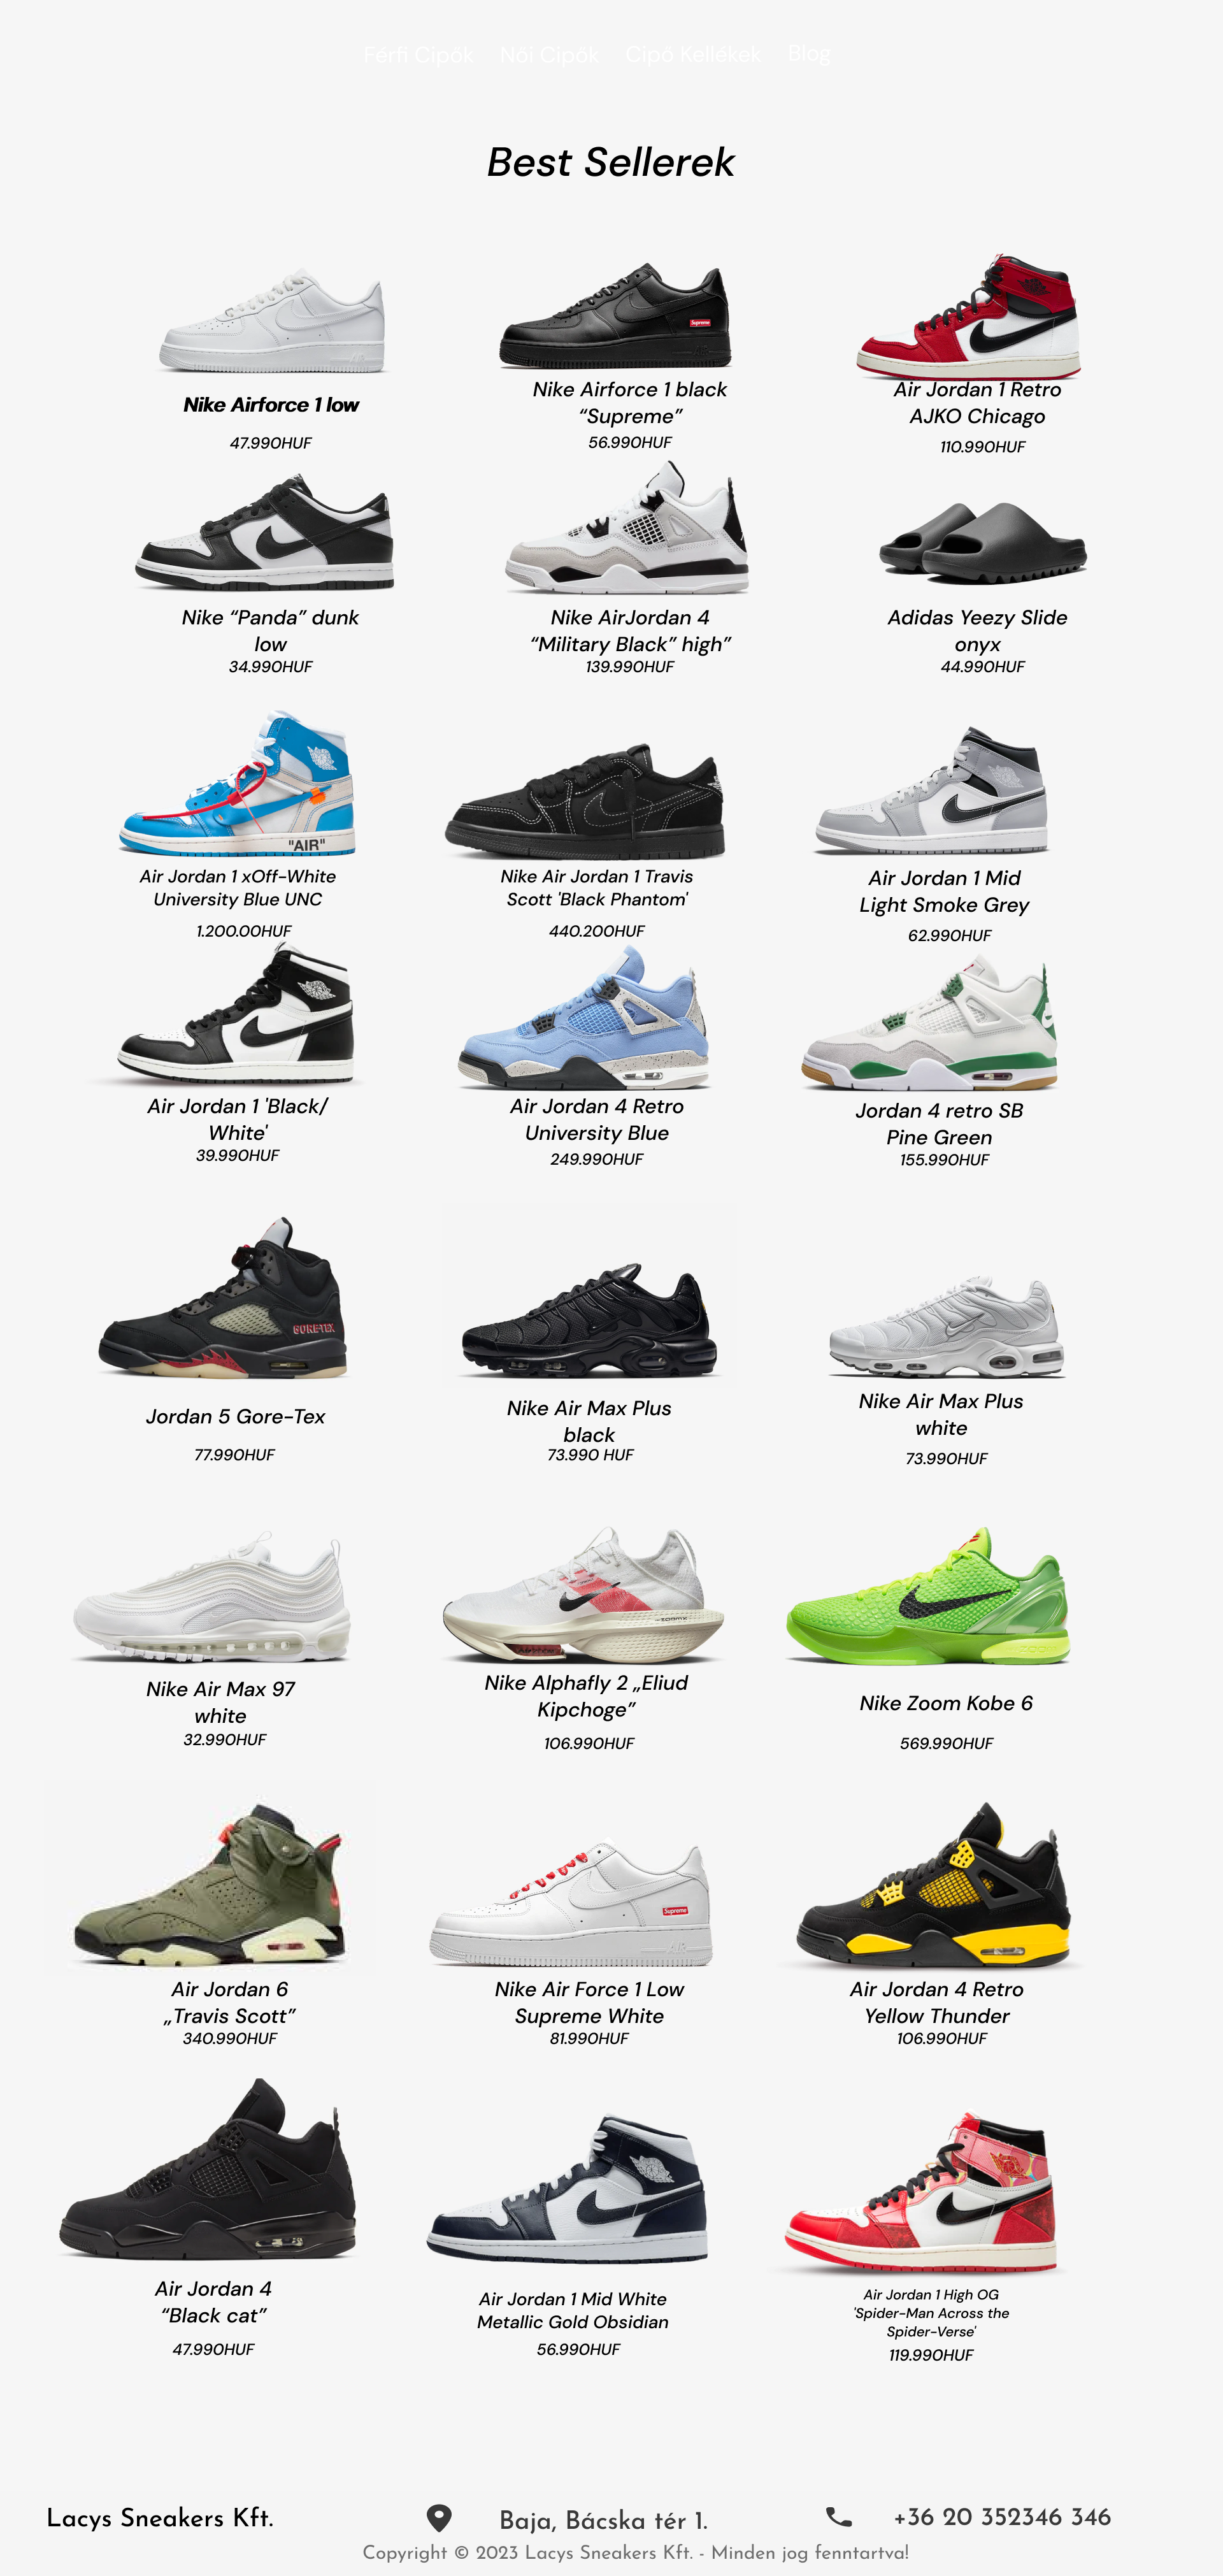 Férfi Cipők Női Cipők Cipő Kellékek Blog
Best Sellerek
Supreme
Nike Airforce 1 low
47.990HUF
Nike Airforce 1 black
“Supreme”
56.990HUF
Air Jordan 1 Retro
AJKO Chicago
110.990HUF
Nike “Panda” dunk
low
34.990HUF
Nike AirJordan 4
“Military Black” high”
139.990HUF
Adidas Yeezy Slide
onyx
44.990HUF
"AIR"
Air Jordan 1 xOff-White
University Blue UNC
1.200.00HUF
Nike Air Jordan 1 Travis
Scott 'Black Phantom'
440.200HUF
Air Jordan 1 Mid
Light Smoke Grey
62.990HUF
Air Jordan 1 'Black/
White'
39.990HUF
Air Jordan 4 Retro
University Blue
249.990HUF
Jordan 4 retro SB
Pine Green
155.990HUF
GORE-TEX
Jordan 5 Gore-Tex
77.990HUF
Nike Air Max Plus
black
73.990 HUF
Nike Air Max Plus
white
73.990HUF
Nike Air Max 97
white
32.990HUF
Nike Alphafly 2 „Eliud
Kipchoge”
106.990HUF
Nike Zoom Kobe 6
569.990HUF
Air Jordan 6
„Travis Scott”
340.990HUF
Supreme
AIR
Nike Air Force 1 Low
Supreme White
81.990HUF
Air Jordan 4 Retro
Yellow Thunder
106.990HUF
Air Jordan 4
“Black cat”
47.990HUF
Air Jordan 1 Mid White
Metallic Gold Obsidian
56.990HUF
Air Jordan 1 High OG
'Spider-Man Across the
Spider-Verse'
119.990HUF
Lacys Sneakers Kft.
Baja, Bácska tér 1.
+36 20 352346 346
Copyright © 2023 Lacys Sneakers Kft. - Minden jog fenntartva!